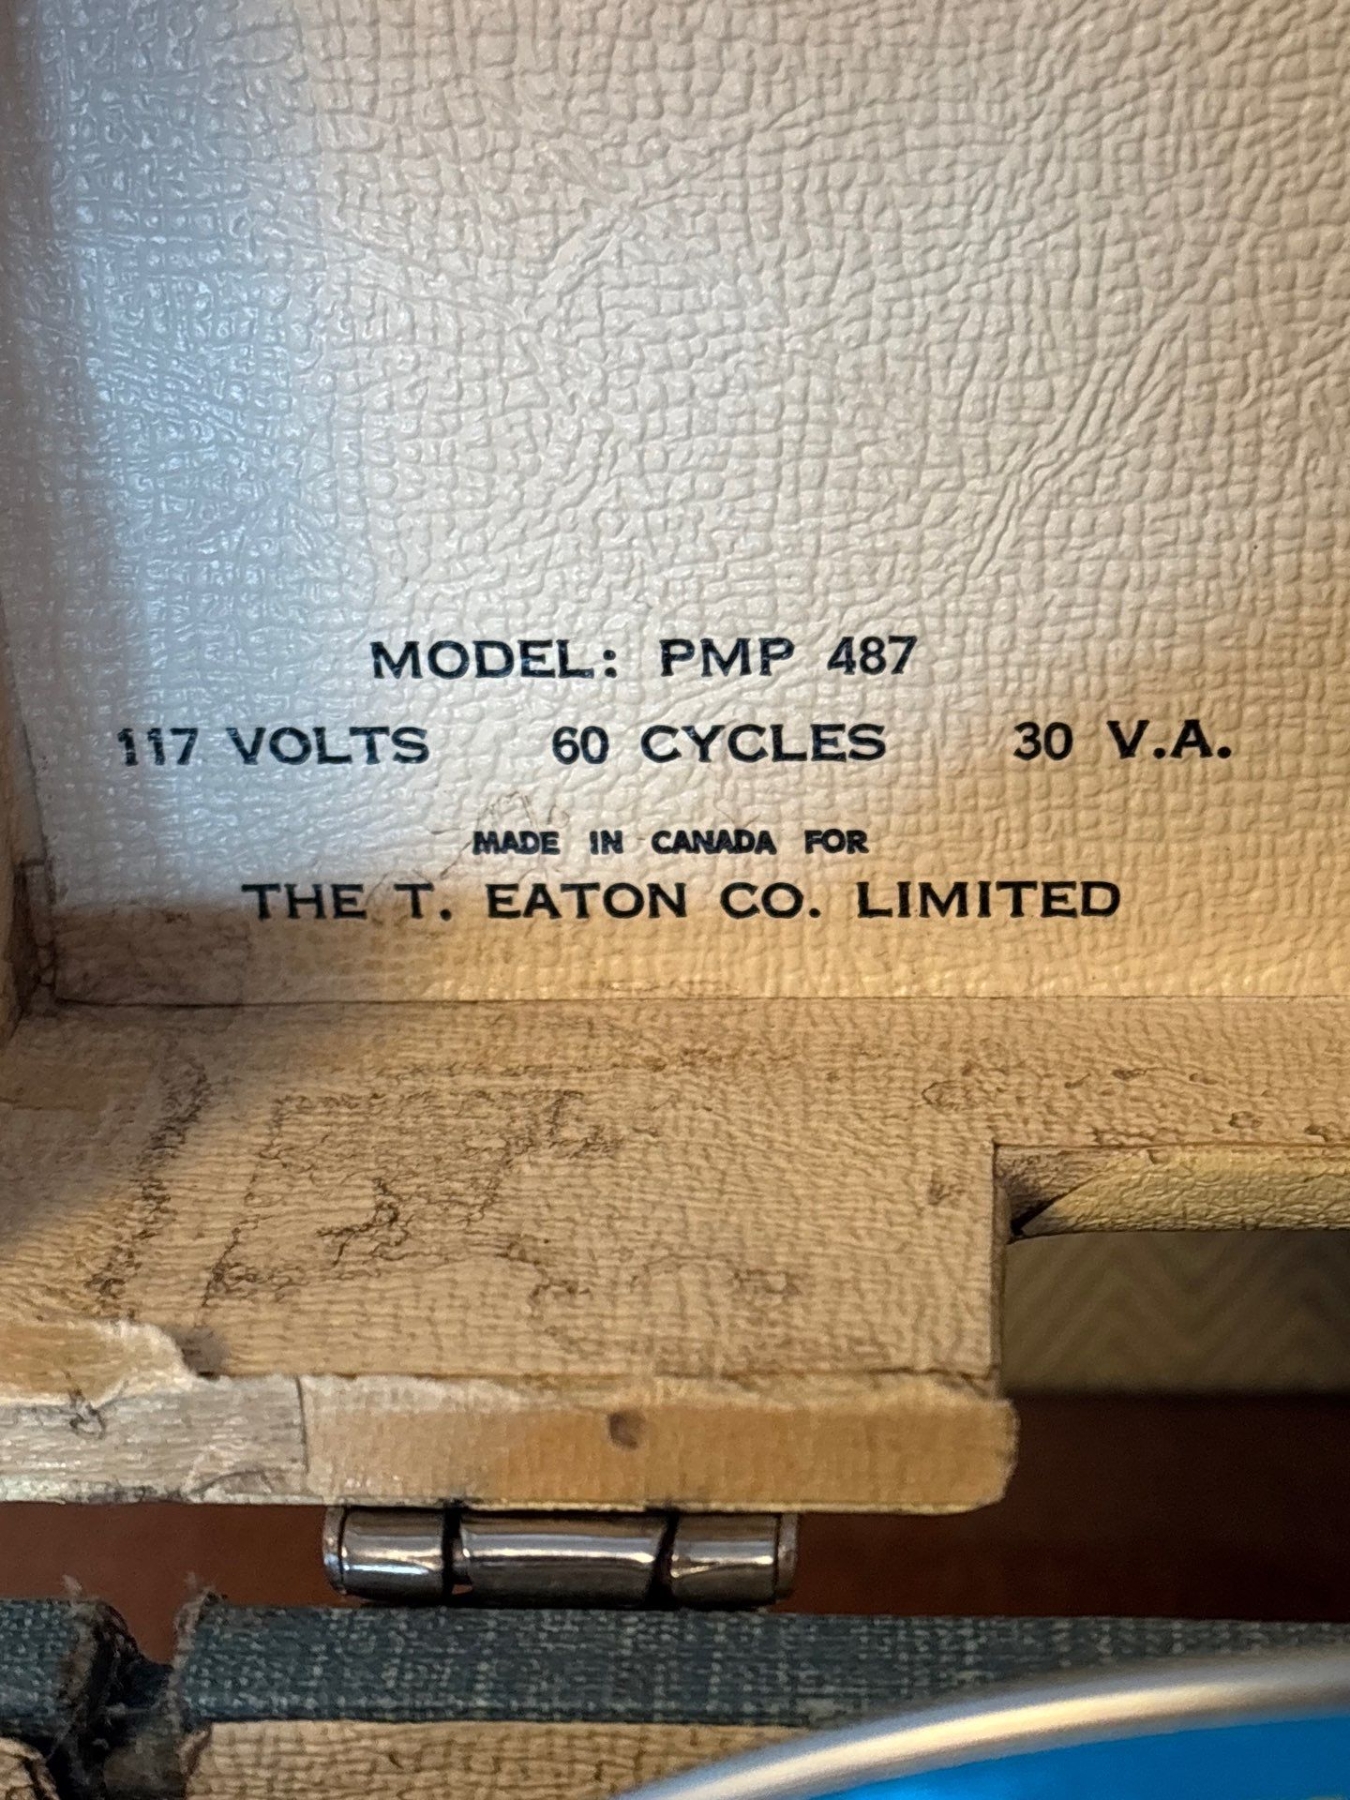 MODEL: PMP 487
117 VOLTS 60 CYCLES 30 V.A.
MADE IN CANADA FOR
THE T. EATON CO. LIMITED